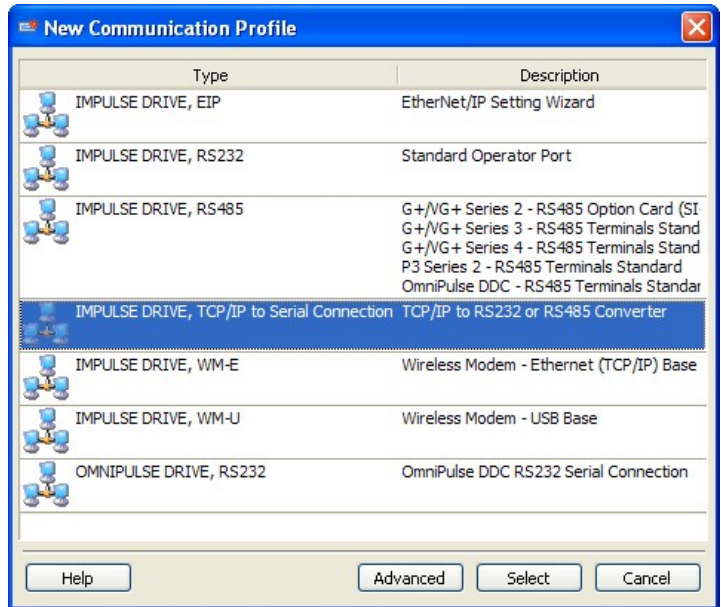 New Communication Profile
Type Description
IMPULSE DRIVE, EIP EtherNet/IP Setting Wizard
IMPULSE DRIVE, RS232 Standard Operator Port
IMPULSE DRIVE, RS485 G+/VG+ Series 2 - RS485 Option Card (SI-
G+/VG+ Series 3 - RS485 Terminals Stand
G+/VG+ Series 4 - RS485 Terminals Stand
P3 Series 2 - RS485 Terminals Standard
OmniPulse DDC - RS485 Terminals Standar
IMPULSE DRIVE, TCP/IP to Serial Connection TCP/IP to RS232 or RS485 Converter
IMPULSE DRIVE, WM-E Wireless Modem - Ethernet (TCP/IP) Base
IMPULSE DRIVE, WM-U Wireless Modem - USB Base
OMNIPULSE DRIVE, RS232 OmniPulse DDC RS232 Serial Connection
Help Advanced Select Cancel